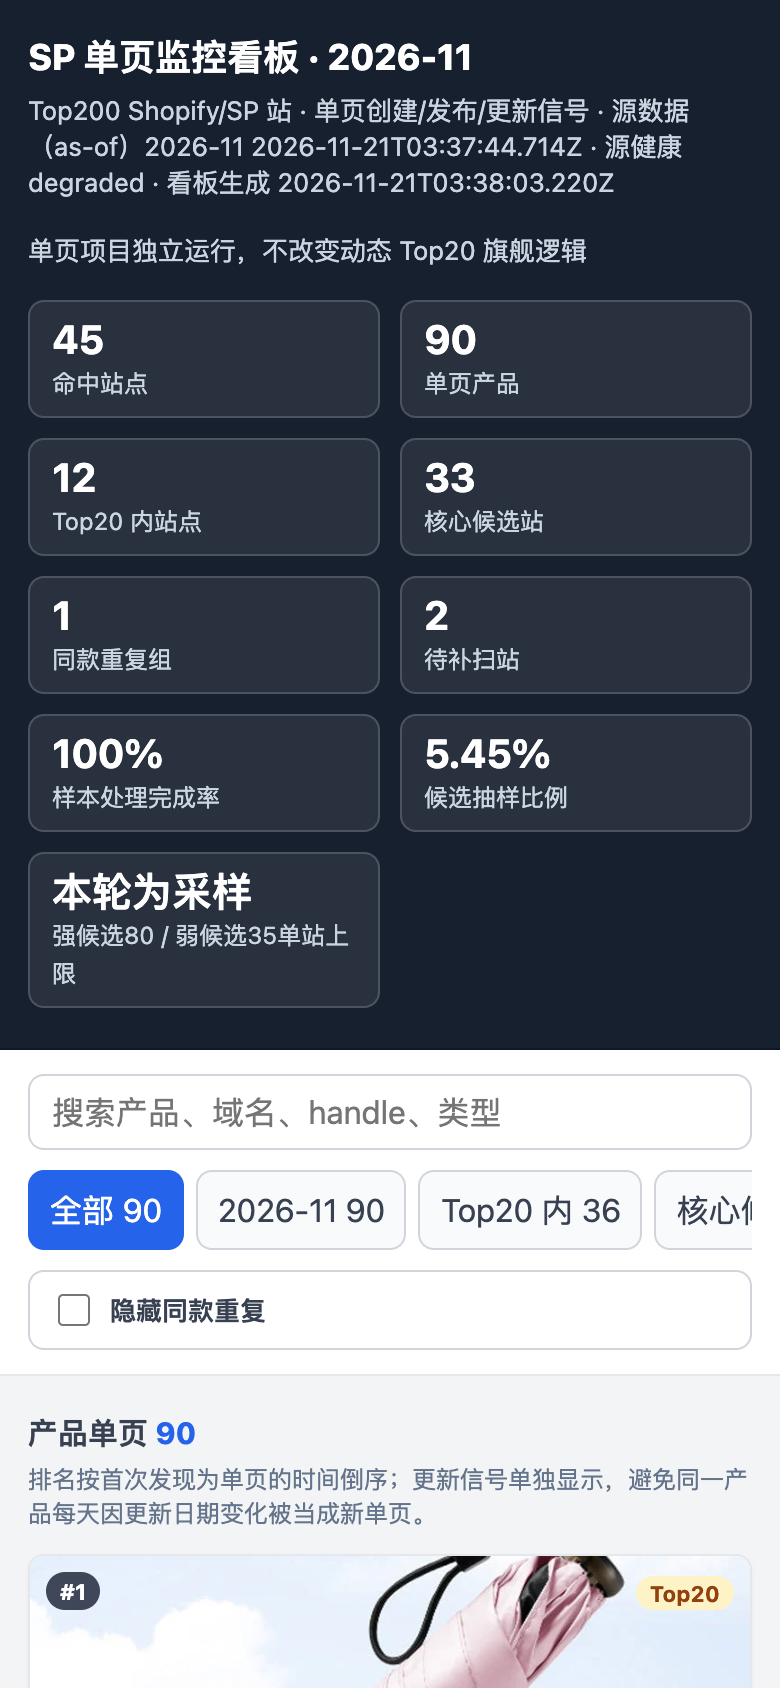 SP 单页监控看板 · 2026-11
Top200 Shopify/SP 站 · 单页创建/发布/更新信号 · 源数据
（as-of）2026-11 2026-11-21T03:37:44.714Z · 源健康
degraded · 看板生成 2026-11-21T03:38:03.220Z
单页项目独立运行，不改变动态 Top20 旗舰逻辑
45
命中站点
90
单页产品
12
Top20 内站点
33
核心候选站
1
同款重复组
2
待补扫站
100%
样本处理完成率
5.45%
候选抽样比例
本轮为采样
强候选80 / 弱候选35单站上
限
搜索产品、域名、handle、类型
全部 90
2026-11 90
Top20 内 36
核心
隐藏同款重复
产品单页 90
排名按首次发现为单页的时间倒序；更新信号单独显示，避免同一产
品每天因更新日期变化被当成新单页。
#1
Top20